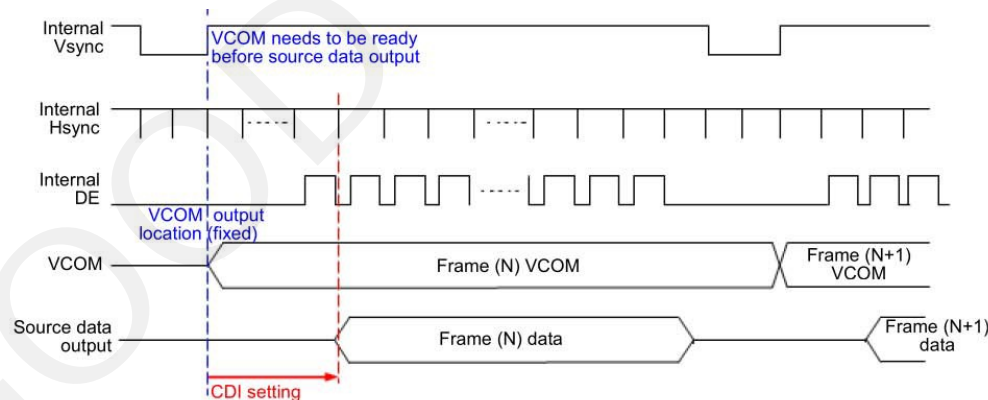 Internal
Vsync
VCOM needs to be ready
before source data output
Internal
Hsync
Internal
DE
VCOM output
location (fixed)
VCOM
Frame (N) VCOM
Frame (N+1)
VCOM
Source data
output
Frame (N) data
Frame (N+1)
data
CDI setting